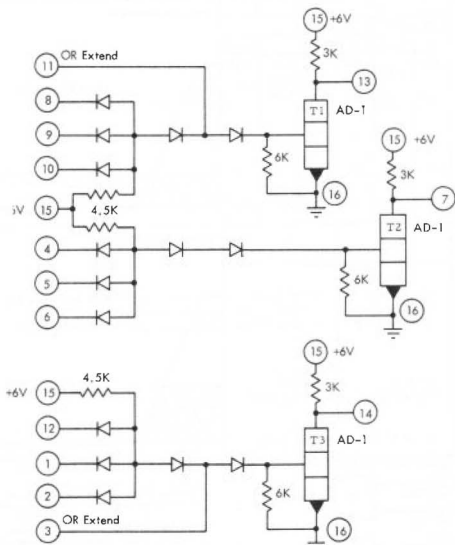 15 +6V
3K
11 OR Extend
13
8
T1 AD-1
9
10
6K
15 +6V
3K
16
15 4.5K
7
T2 AD-1
4
5
6K
6
16
15 +6V
3K
+6V 15 4.5K
14
12
T3 AD-1
1
2
6K
3 OR Extend
16